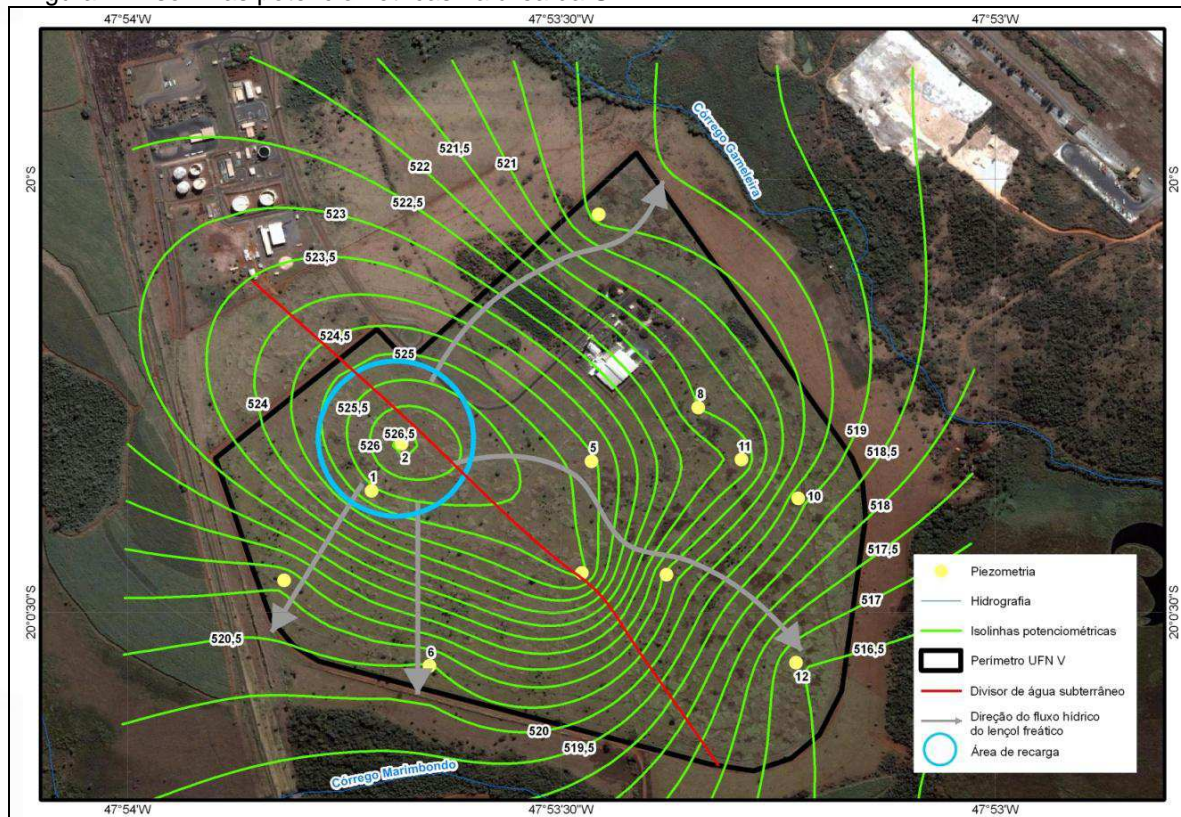 47°54'W
47°53'30"W
47°53'W
20°S
20°S
Córrego Gameleira
521,5
521
522
522,5
523
523,5
524,5
525
524
525,5
526,5
526
2
1
5
8
11
10
519
518,5
518
517,5
517
516,5
12
6
520,5
520
519,5
Córrego Marimbondo
20°0'30"S
20°0'30"S
Piezometria
Hidrografia
Isolinhas potenciométricas
Perímetro UFN V
Divisor de água subterrâneo
Direção do fluxo hídrico
do lençol freático
Área de recarga
47°54'W
47°53'30"W
47°53'W